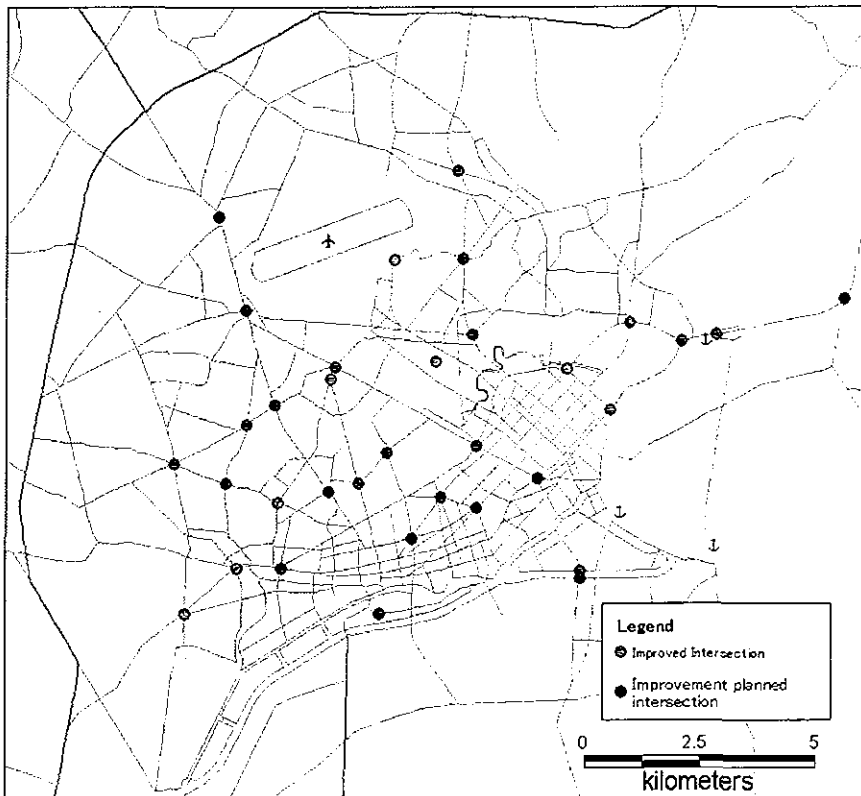 Legend
Improved Intersection
Improvement planned
intersection
0 2.5 5
kilometers